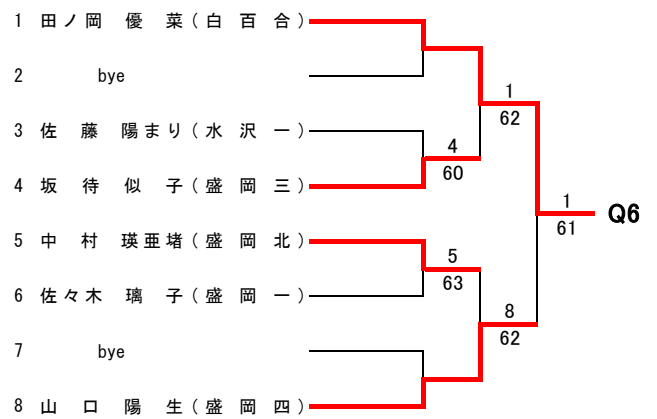 1 田ノ岡 優 菜(白 百 合)
2 bye
3 佐 藤 陽まり(水 沢 一)
4 坂 待 似 子(盛 岡 三)
5 中 村 瑛亜堵(盛 岡 北)
6 佐々木 璃 子(盛 岡 一)
7 bye
8 山 口 陽 生(盛 岡 四)
4
60
5
63
1
62
8
62
1
61
Q6